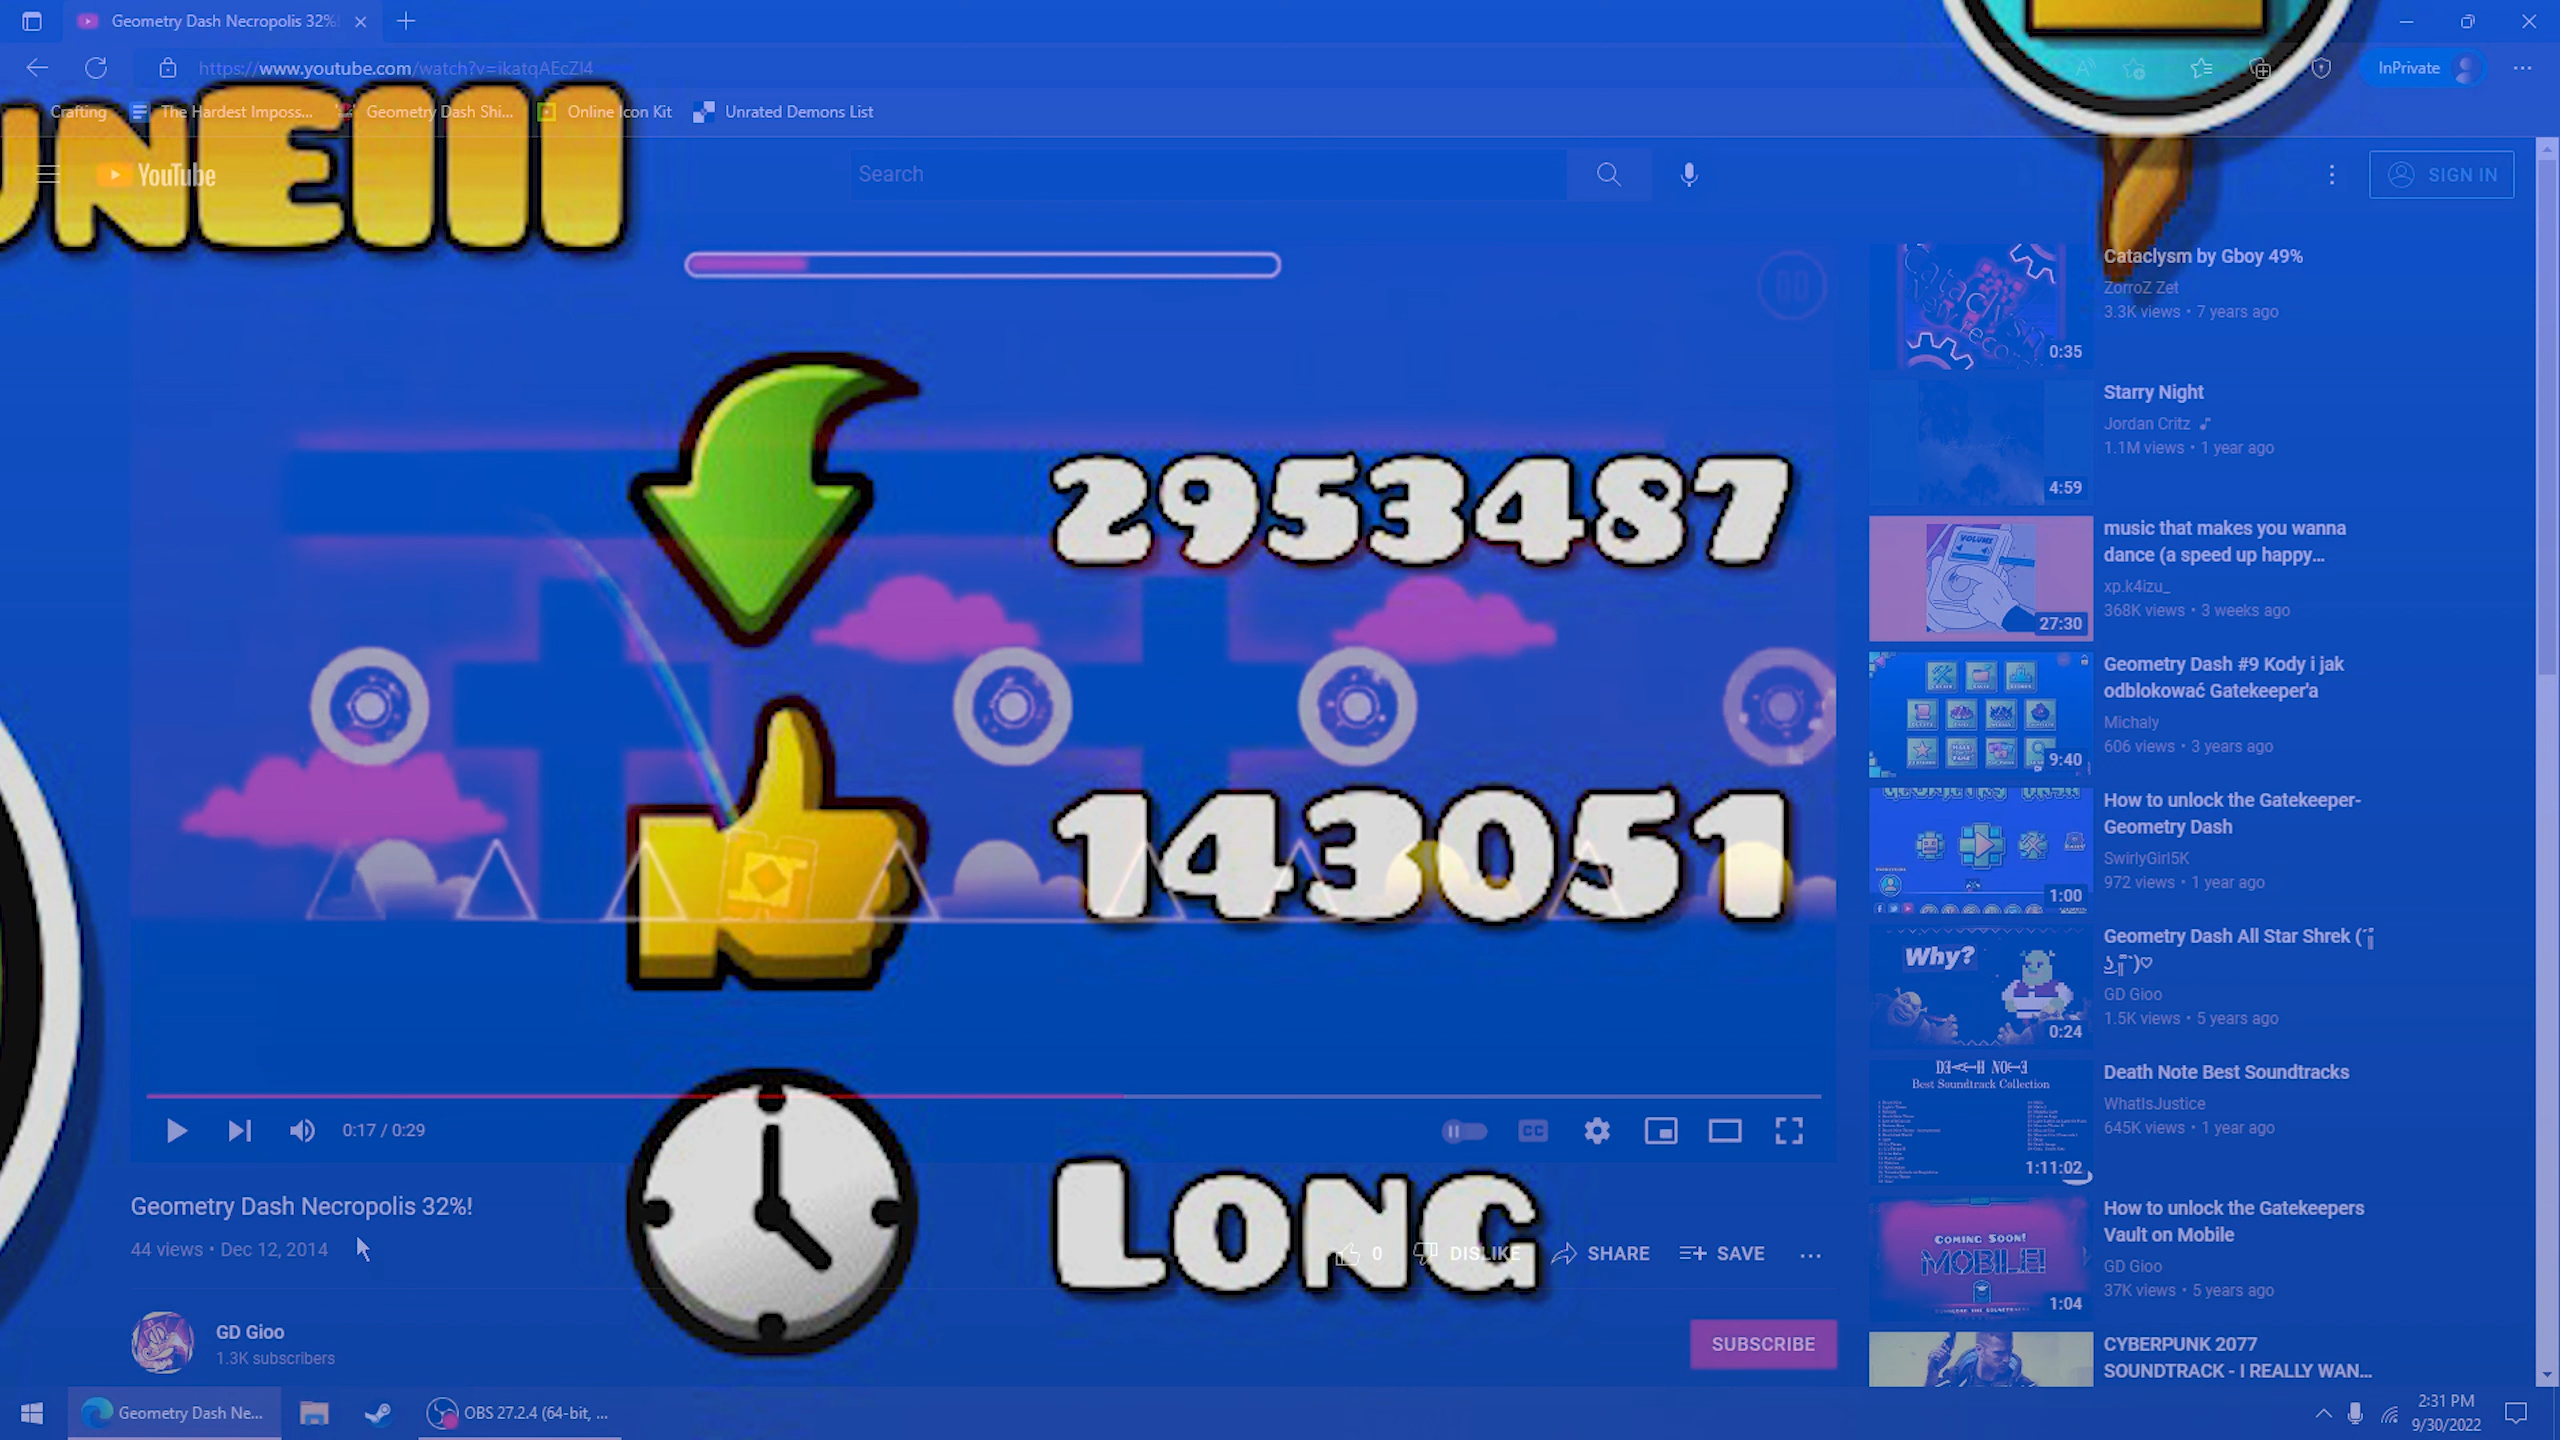 Geometry Dash Necropolis 32%!
https://www.youtube.com/watch?v=ikatqAEcZI4
InPrivate
Crafting
The Hardest Imposs...
Geometry Dash Shi...
Online Icon Kit
Unrated Demons List
YouTube
Search
SIGN IN
2953487
143051
LONG
0:17 / 0:29
CC
Geometry Dash Necropolis 32%!
44 views • Dec 12, 2014
0
DISLIKE
SHARE
SAVE
GD Gioo
1.3K subscribers
SUBSCRIBE
0:35
Cataclysm by Gboy 49%
ZorroZ Zet
3.3K views • 7 years ago
4:59
Starry Night
Jordan Critz
1.1M views • 1 year ago
VOLUME
27:30
music that makes you wanna
dance (a speed up happy...
xp.k4izu_
368K views • 3 weeks ago
9:40
Geometry Dash #9 Kody i jak
odblokować Gatekeeper'a
Michaly
606 views • 3 years ago
1:00
How to unlock the Gatekeeper-
Geometry Dash
SwirlyGirl5K
972 views • 1 year ago
Why?
0:24
Geometry Dash All Star Shrek
GD Gioo
1.5K views • 5 years ago
Best Soundtrack Collection
1:11:02
Death Note Best Soundtracks
WhatIsJustice
645K views • 1 year ago
COMING SOON!
MOBILE!
1:04
How to unlock the Gatekeepers
Vault on Mobile
GD Gioo
37K views • 5 years ago
CYBERPUNK 2077
SOUNDTRACK - I REALLY WAN...
Geometry Dash Ne...
OBS 27.2.4 (64-bit, ...
2:31 PM
9/30/2022